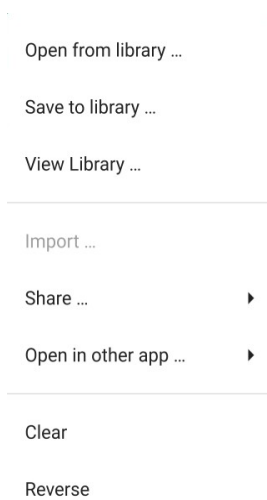 Open from library ...
Save to library ...
View Library ...
Import ...
Share ...
Open in other app ...
Clear
Reverse